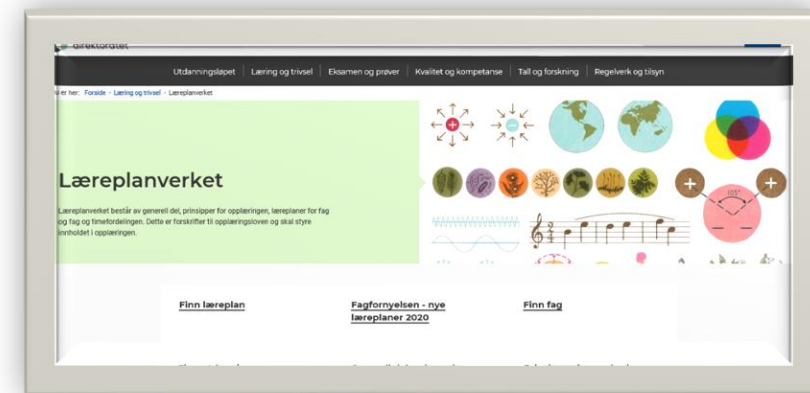 direktoratet
Utdanningsløpet Læring og trivsel Eksamen og prøver Kvalitet og kompetanse Tall og forskning Regelverk og tilsyn
er her: Forside - Læring og trivsel - Læreplanverket
Læreplanverket
Læreplanverket består av generell del, prinsipper for opplæringen, læreplaner for fag
og fag og timefordelingen. Dette er forskrifter til opplæringsloven og skal styre
innholdet i opplæringen.
105°
Finn læreplan Fagfornyelsen - nye Finn fag
læreplaner 2020